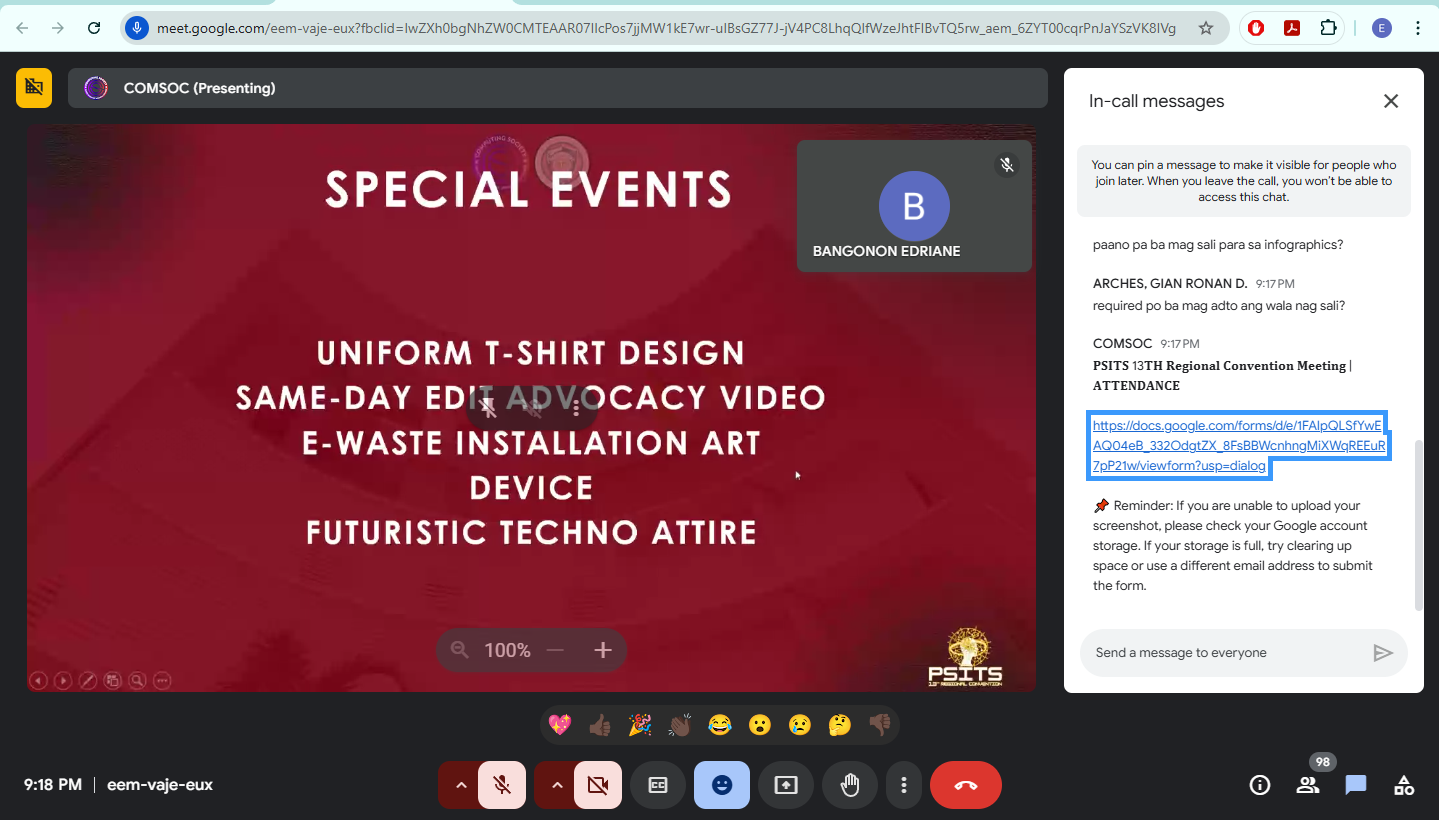 meet.google.com/eem-vaje-eux?fbclid=IwZXh0bgNhZW0CMTEAAR07IIcPos7jjMW1kE7wr-uIBsGZ77J-jV4PC8LhqQIfWzeJhtFIBvTQ5rw_aem_6ZYT00cqrPnJaYSzVK8IVg
E
COMSOC (Presenting)
SPECIAL EVENTS
UNIFORM T-SHIRT DESIGN
SAME-DAY EDIT ADVOCACY VIDEO
E-WASTE INSTALLATION ART
DEVICE
FUTURISTIC TECHNO ATTIRE
B
BANGONON EDRIANE
100%
PSITS
13TH REGIONAL CONVENTION
In-call messages
You can pin a message to make it visible for people who
join later. When you leave the call, you won't be able to
access this chat.
paano pa ba mag sali para sa infographics?
ARCHES, GIAN RONAN D. 9:17 PM
required po ba mag adto ang wala nag sali?
COMSOC 9:17 PM
PSITS 13TH Regional Convention Meeting |
ATTENDANCE
https://docs.google.com/forms/d/e/1FAIpQLSfYwE
AQ04eB_332OdgtZX_8FsBBWcnhngMiXWqREEuR
7pP21w/viewform?usp=dialog
📌 Reminder: If you are unable to upload your
screenshot, please check your Google account
storage. If your storage is full, try clearing up
space or use a different email address to submit
the form.
Send a message to everyone
9:18 PM | eem-vaje-eux
CC
98